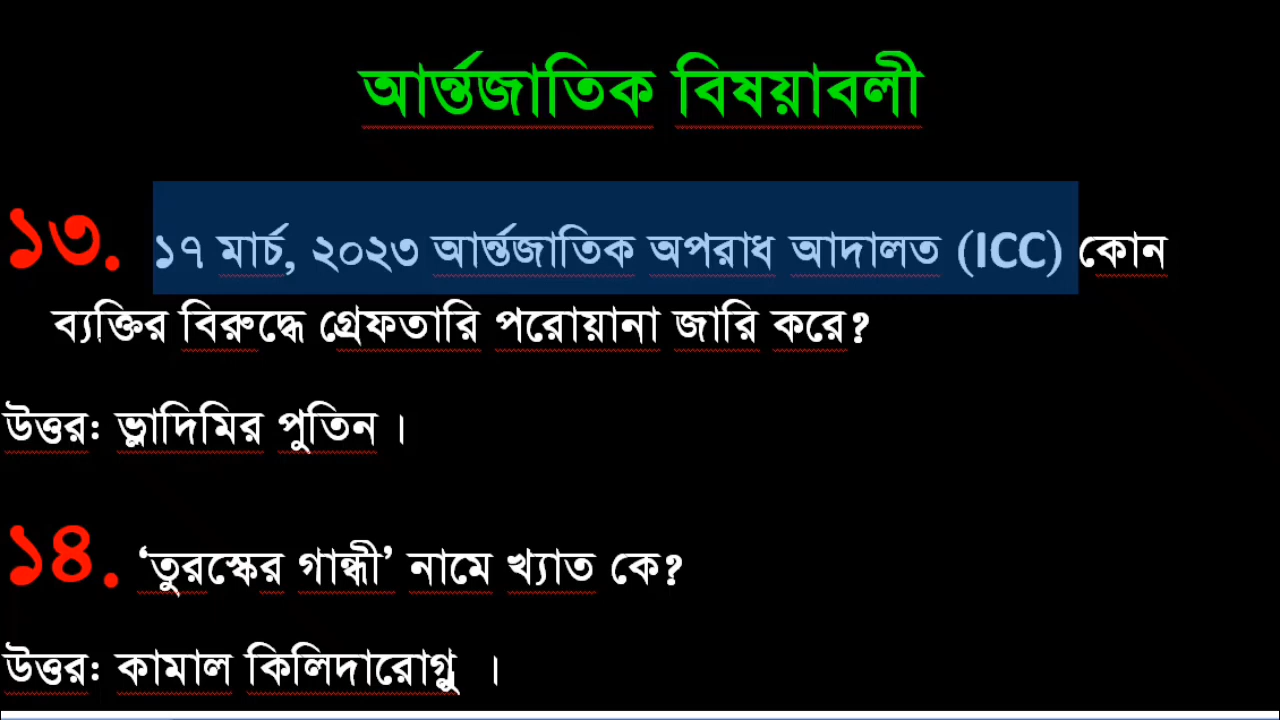 আর্ন্তজাতিক বিষয়াবলী
১৩. ১৭ মার্চ, ২০২৩ আর্ন্তজাতিক অপরাধ আদালত (ICC) কোন
ব্যক্তির বিরুদ্ধে গ্রেফতারি পরোয়ানা জারি করে?
উত্তর: ভ্লাদিমির পুতিন ।
১৪. ‘তুরস্কের গান্ধী’ নামে খ্যাত কে?
উত্তর: কামাল কিলিদারোগ্লু ।